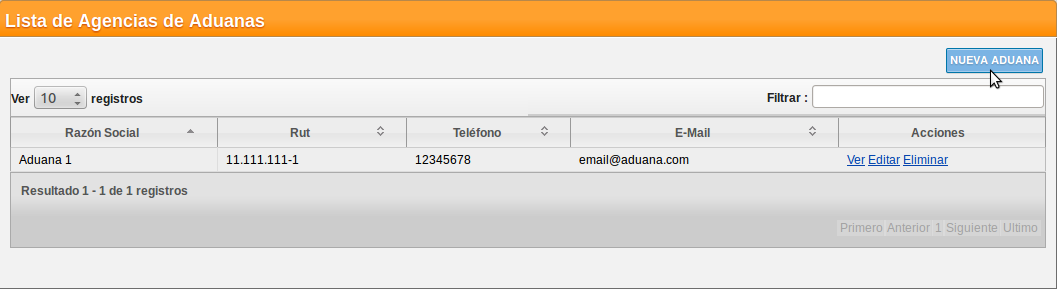 Lista de Agencias de Aduanas
NUEVA ADUANA
Ver 10 registros Filtrar :
Razón Social Rut Teléfono E-Mail Acciones
Aduana 1 11.111.111-1 12345678 email@aduana.com Ver Editar Eliminar
Resultado 1 - 1 de 1 registros
Primero Anterior 1 Siguiente Ultimo